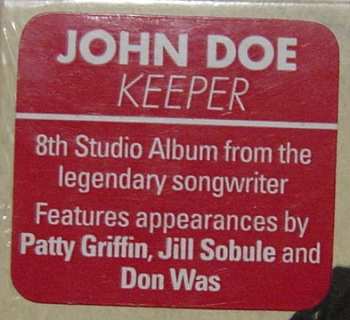 JOHN DOE
KEEPER
8th Studio Album from the
legendary songwriter
Features appearances by
Patty Griffin, Jill Sobule and
Don Was